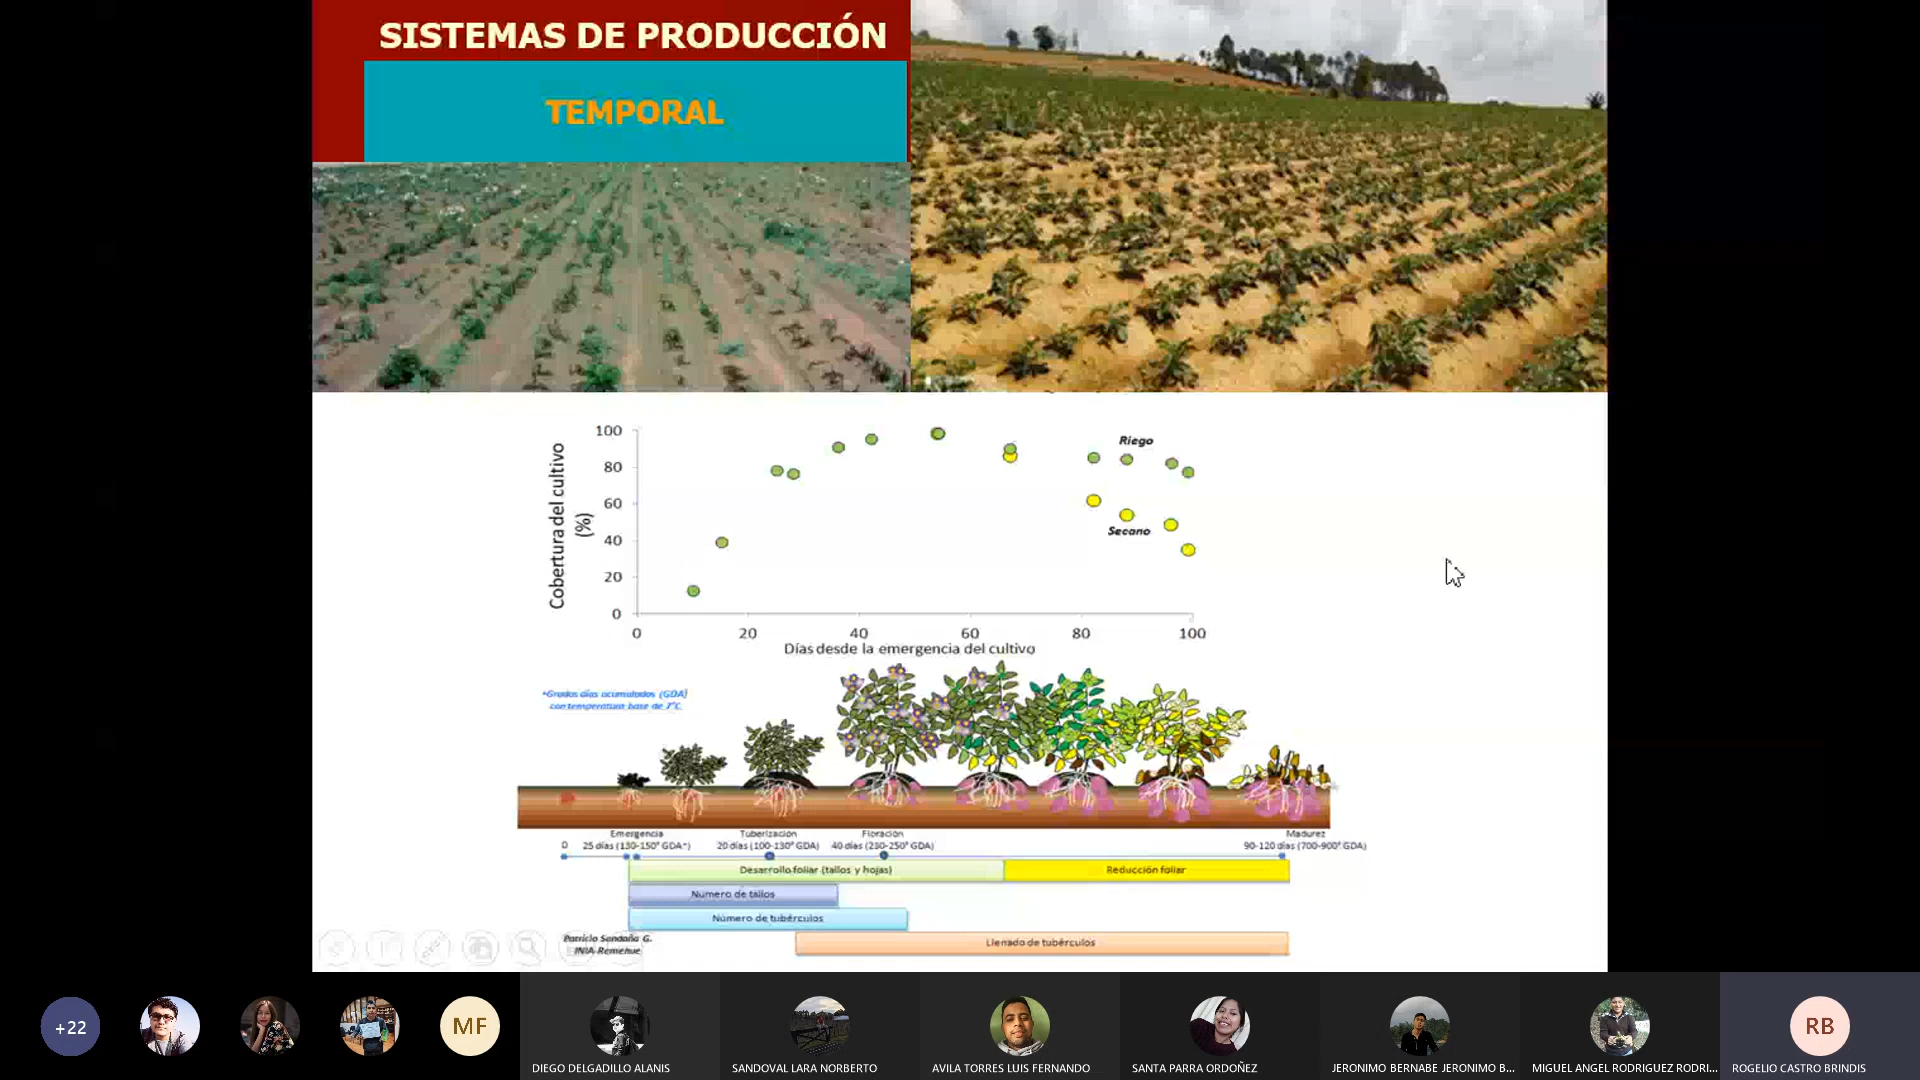 SISTEMAS DE PRODUCCIÓN
TEMPORAL
Cobertura del cultivo
(%)
100
80
60
40
20
0
Riego
Secano
0 20 40 60 80 100
Días desde la emergencia del cultivo
*Grados días acumulados (GDA)
con temperatura base de 7°C.
Emergencia Tuberización Floración Madurez
0 25 días (130-150° GDA*) 20 días (100-130° GDA) 40 días (230-250° GDA) 90-120 días (700-900° GDA)
Desarrollo foliar (tallos y hojas) Reducción foliar
Número de tallos
Número de tubérculos
Llenado de tubérculos
Patricio Sandaña G.
INIA-Remehue
+22
MF
RB
DIEGO DELGADILLO ALANIS
SANDOVAL LARA NORBERTO
AVILA TORRES LUIS FERNANDO
SANTA PARRA ORDOÑEZ
JERONIMO BERNABE JERONIMO B...
MIGUEL ANGEL RODRIGUEZ RODRI...
ROGELIO CASTRO BRINDIS